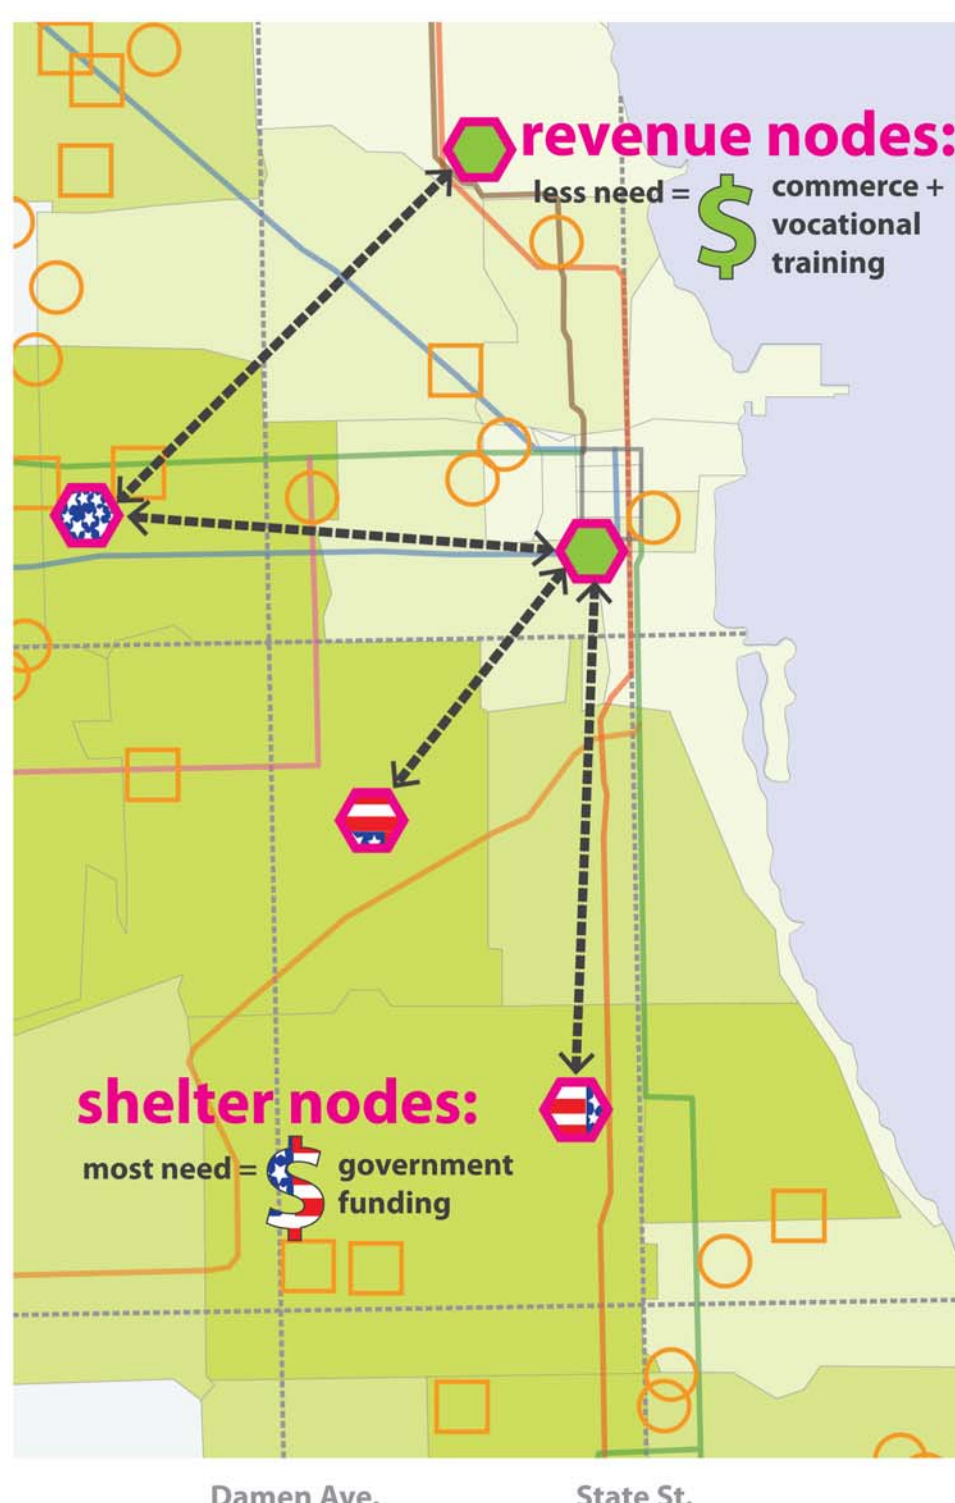 revenue nodes:
less need = $ commerce +
vocational
training
shelter nodes:
most need = $ government
funding
Damen Ave.
State St.